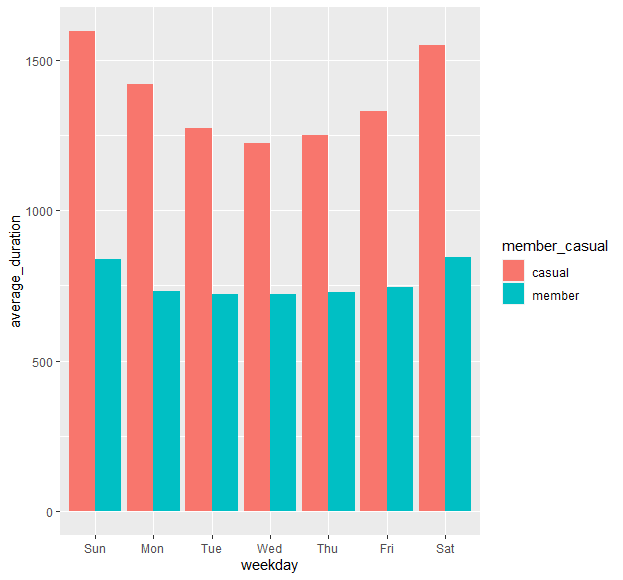 average_duration
1500
1000
500
0
Sun Mon Tue Wed Thu Fri Sat
weekday
member_casual
casual
member